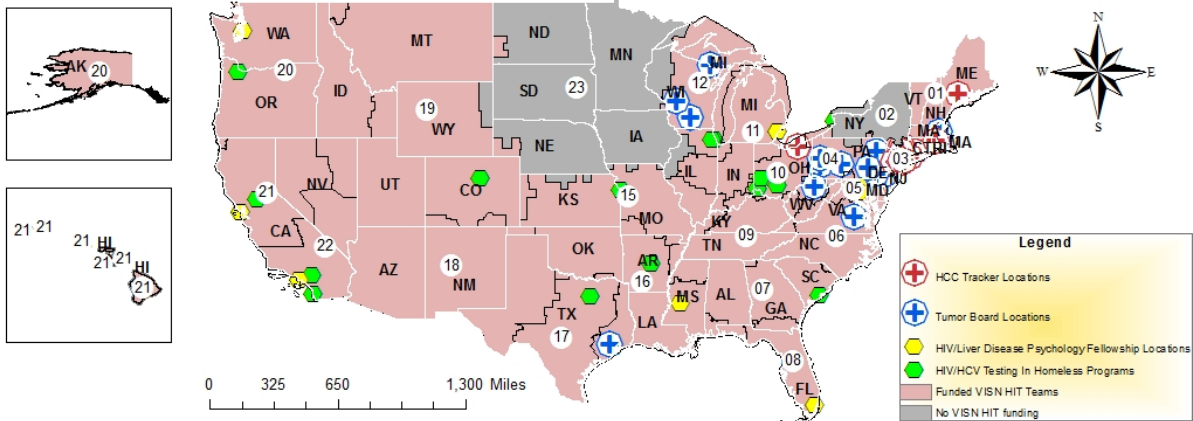 AK
20
21
21
21
HI
21
21
HI
21
WA
20
OR
ID
MT
19
WY
ND
SD
23
NE
MN
IA
WI
MI
12
MI
11
NV
UT
CO
KS
15
MO
IL
IN
10
OH
04
PA
NY
02
VT
01
ME
NH
MA
MA
CT
RI
03
NJ
DE
MD
05
WV
VA
06
KY
21
CA
22
AZ
18
NM
OK
AR
16
TN
09
NC
SC
TX
17
LA
MS
AL
07
GA
08
FL
0 325 650 1,300 Miles
N
W
E
S
Legend
HCC Tracker Locations
Tumor Board Locations
HIV/Liver Disease Psychology Fellowship Locations
HIV/HCV Testing In Homeless Programs
Funded VISN HIT Teams
No VISN HIT funding